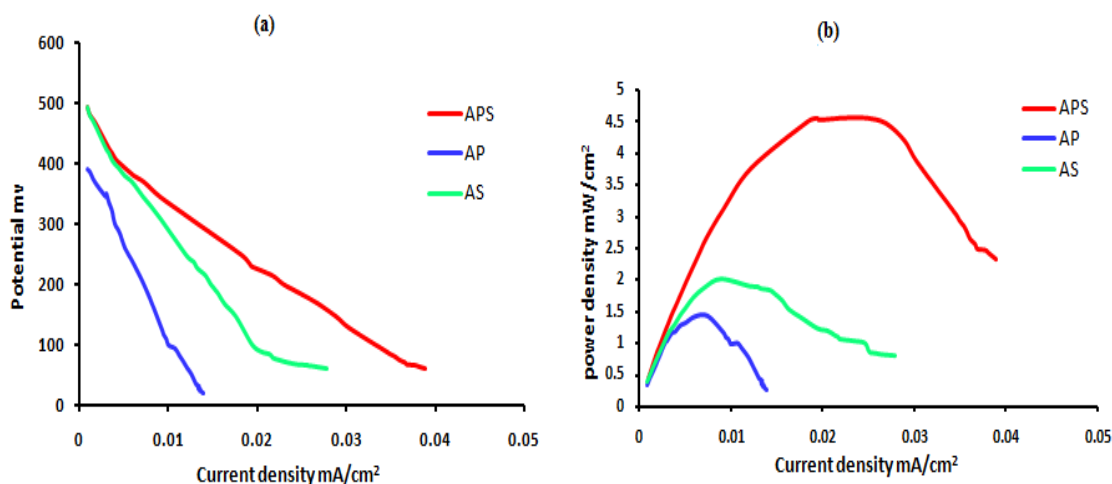 (a)
600
500
400
300
200
100
0
Potential mv
0
0.01
0.02
0.03
0.04
0.05
Current density mA/cm²
APS
AP
AS
(b)
5
4.5
4
3.5
3
2.5
2
1.5
1
0.5
0
power density mW/cm²
0
0.01
0.02
0.03
0.04
0.05
Current density mA/cm²
APS
AP
AS